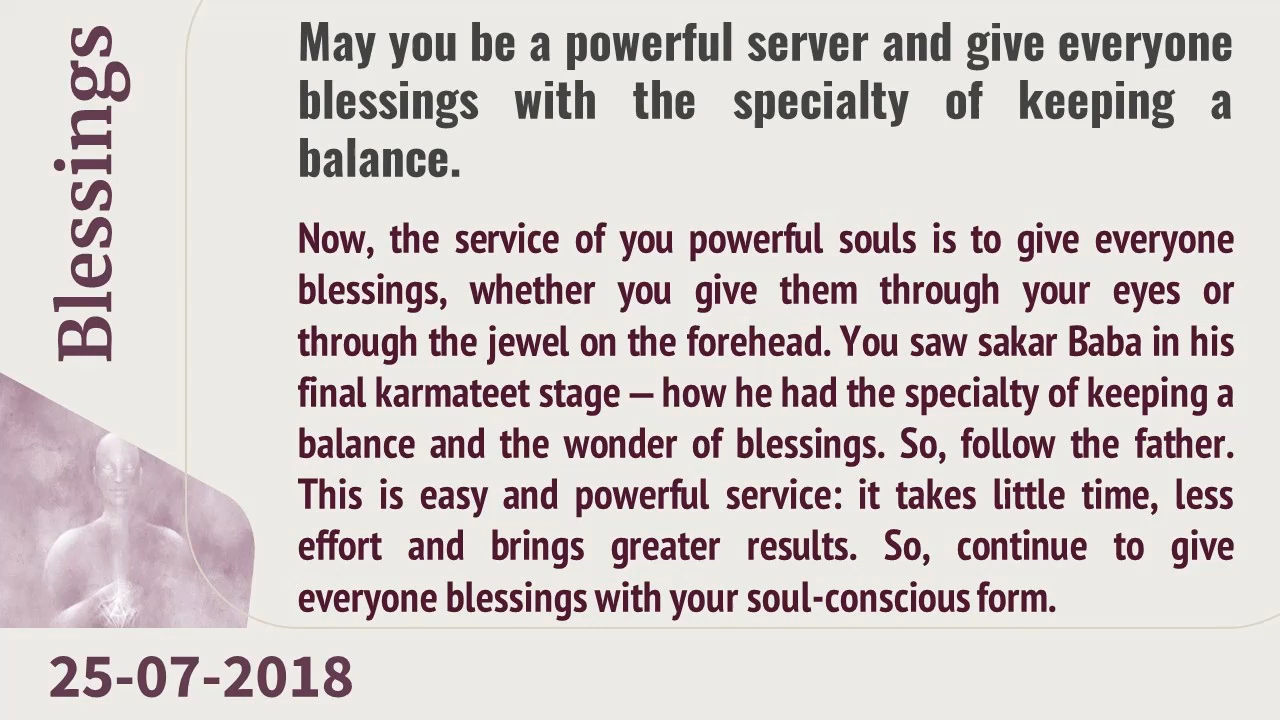 Blessings
May you be a powerful server and give everyone
blessings with the specialty of keeping a
balance.
Now, the service of you powerful souls is to give everyone
blessings, whether you give them through your eyes or
through the jewel on the forehead. You saw sakar Baba in his
final karmateet stage — how he had the specialty of keeping a
balance and the wonder of blessings. So, follow the father.
This is easy and powerful service: it takes little time, less
effort and brings greater results. So, continue to give
everyone blessings with your soul-conscious form.
25-07-2018